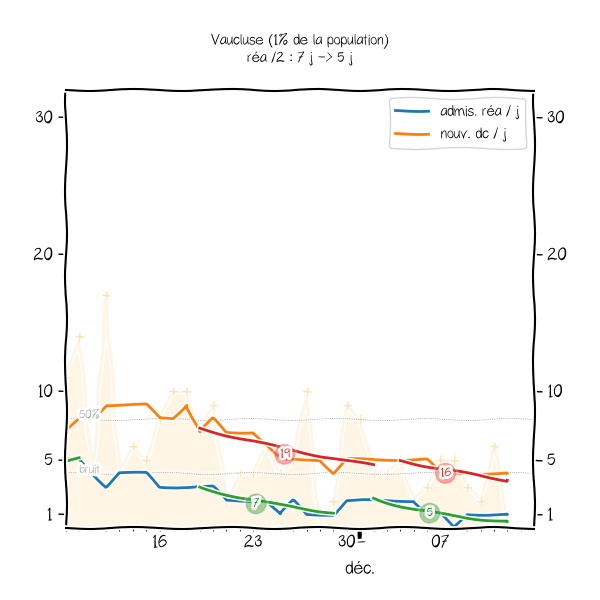 Vaucluse (1% de la population)
réa /2 : 7 j -> 5 j
admis. réa / j
nouv. dc / j
30 30
20 20
10 10
50%
5 5
bruit
19
16
7
5
1 1
16 23 30 07
déc.